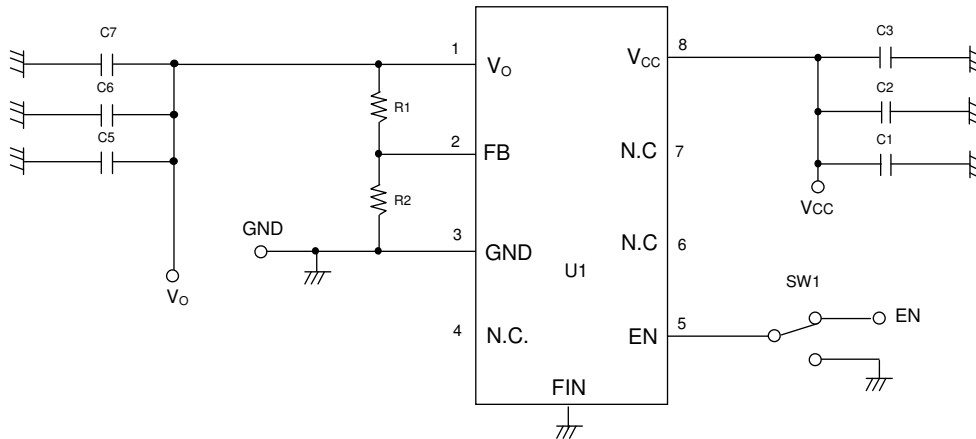 C7
C6
C5
VO
1
R1
2
R2
GND
3
4
VO
FB
GND
N.C.
U1
FIN
VCC
N.C
N.C
EN
8
7
6
5
C3
C2
C1
VCC
SW1
EN